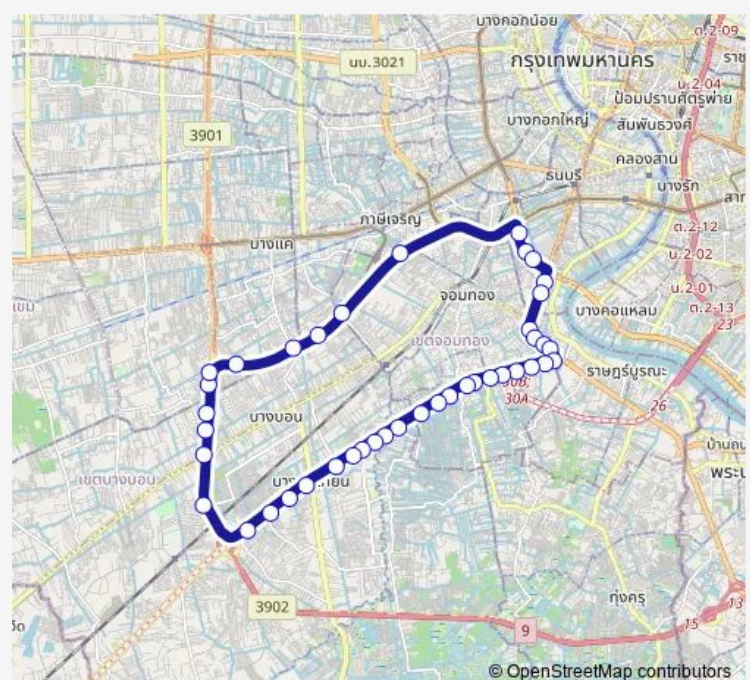 บางกอกน้อย
ต.2-09
กรุงเทพมหานคร
นบ.3021
ราช
น.2-04
ป้อมปราบศัตรูพ่าย
3901
บางกอกใหญ่
สัมพันธวงศ์
คลองสาน
ธนบุรี
บางรัก
ภาษีเจริญ
ต.2-12
บางแค
น.2-02
จอมทอง
น.2-01
บางคอแหลม
ต.2-13
23
เขตจอมทอง
ราษฎร์บูรณะ
30B;
30A
26
บางบอน
เขตบางบอน
ทุ่งครุ
3902
9
13
15
© OpenStreetMap contributors